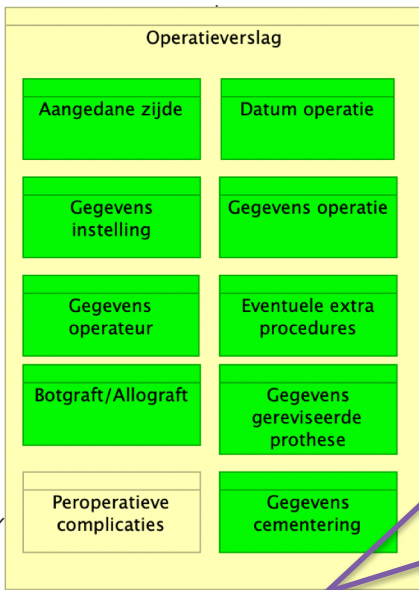 Operatieverslag
Aangedane zijde
Datum operatie
Gegevens
instelling
Gegevens operatie
Gegevens
operateur
Eventuele extra
procedures
Botgraft/Allograft
Gegevens
gereviseerde
prothese
Peroperatieve
complicaties
Gegevens
cementering